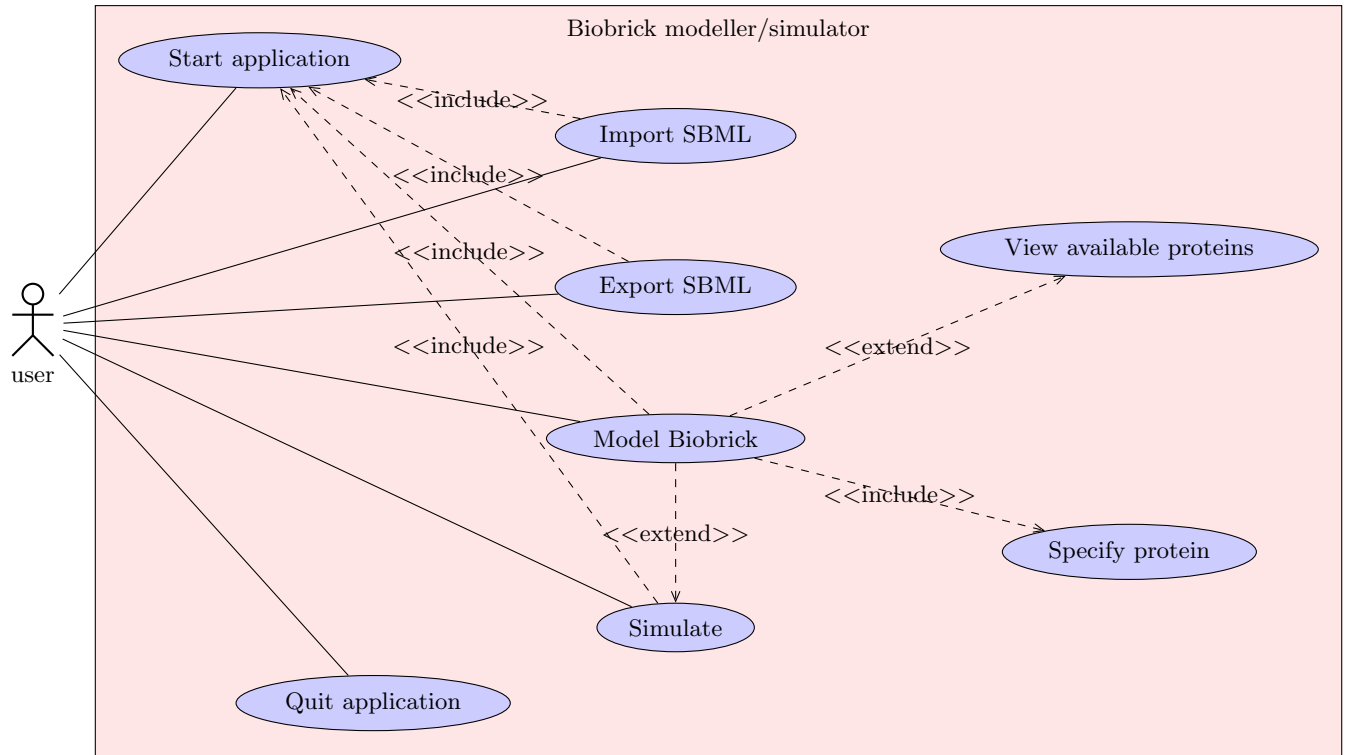 Biobrick modeller/simulator
Start application
<<include>>
Import SBML
<<include>>
<<include>>
View available proteins
Export SBML
<<include>>
<<extend>>
user
Model Biobrick
<<include>>
<<extend>>
Specify protein
Simulate
Quit application